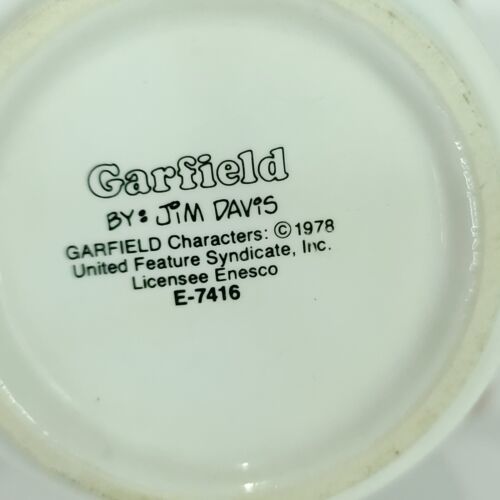 Garfield
BY: JIM DAVIS
GARFIELD Characters: © 1978
United Feature Syndicate, Inc.
Licensee Enesco
E-7416